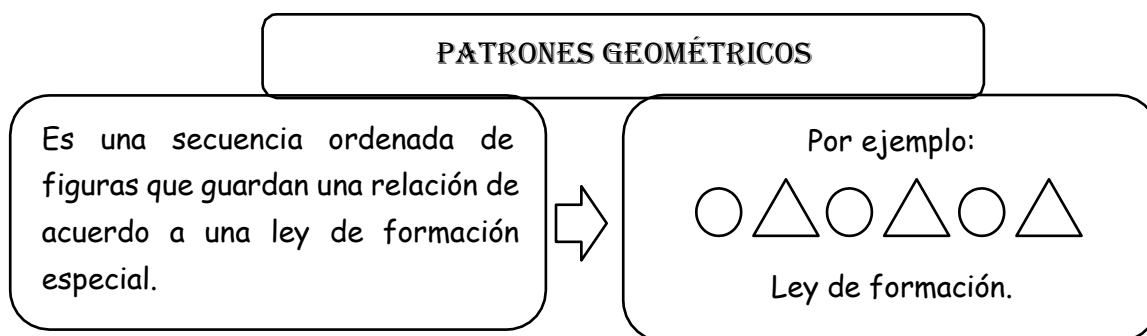 PATRONES GEOMÉTRICOS
Es una secuencia ordenada de
figuras que guardan una relación de
acuerdo a una ley de formación
especial.
Por ejemplo:
Ley de formación.